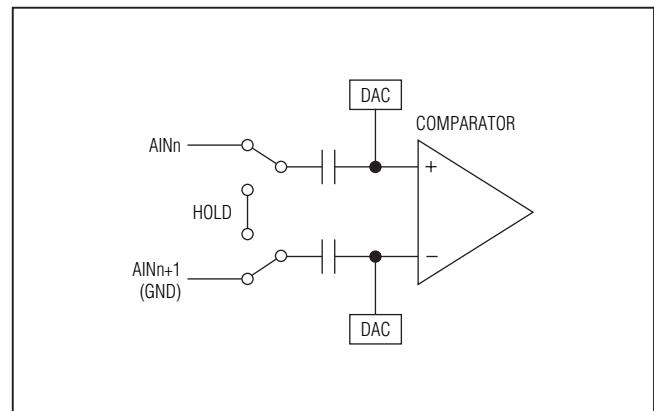 DAC
COMPARATOR
AINn
+
HOLD
−
AINn+1
(GND)
DAC